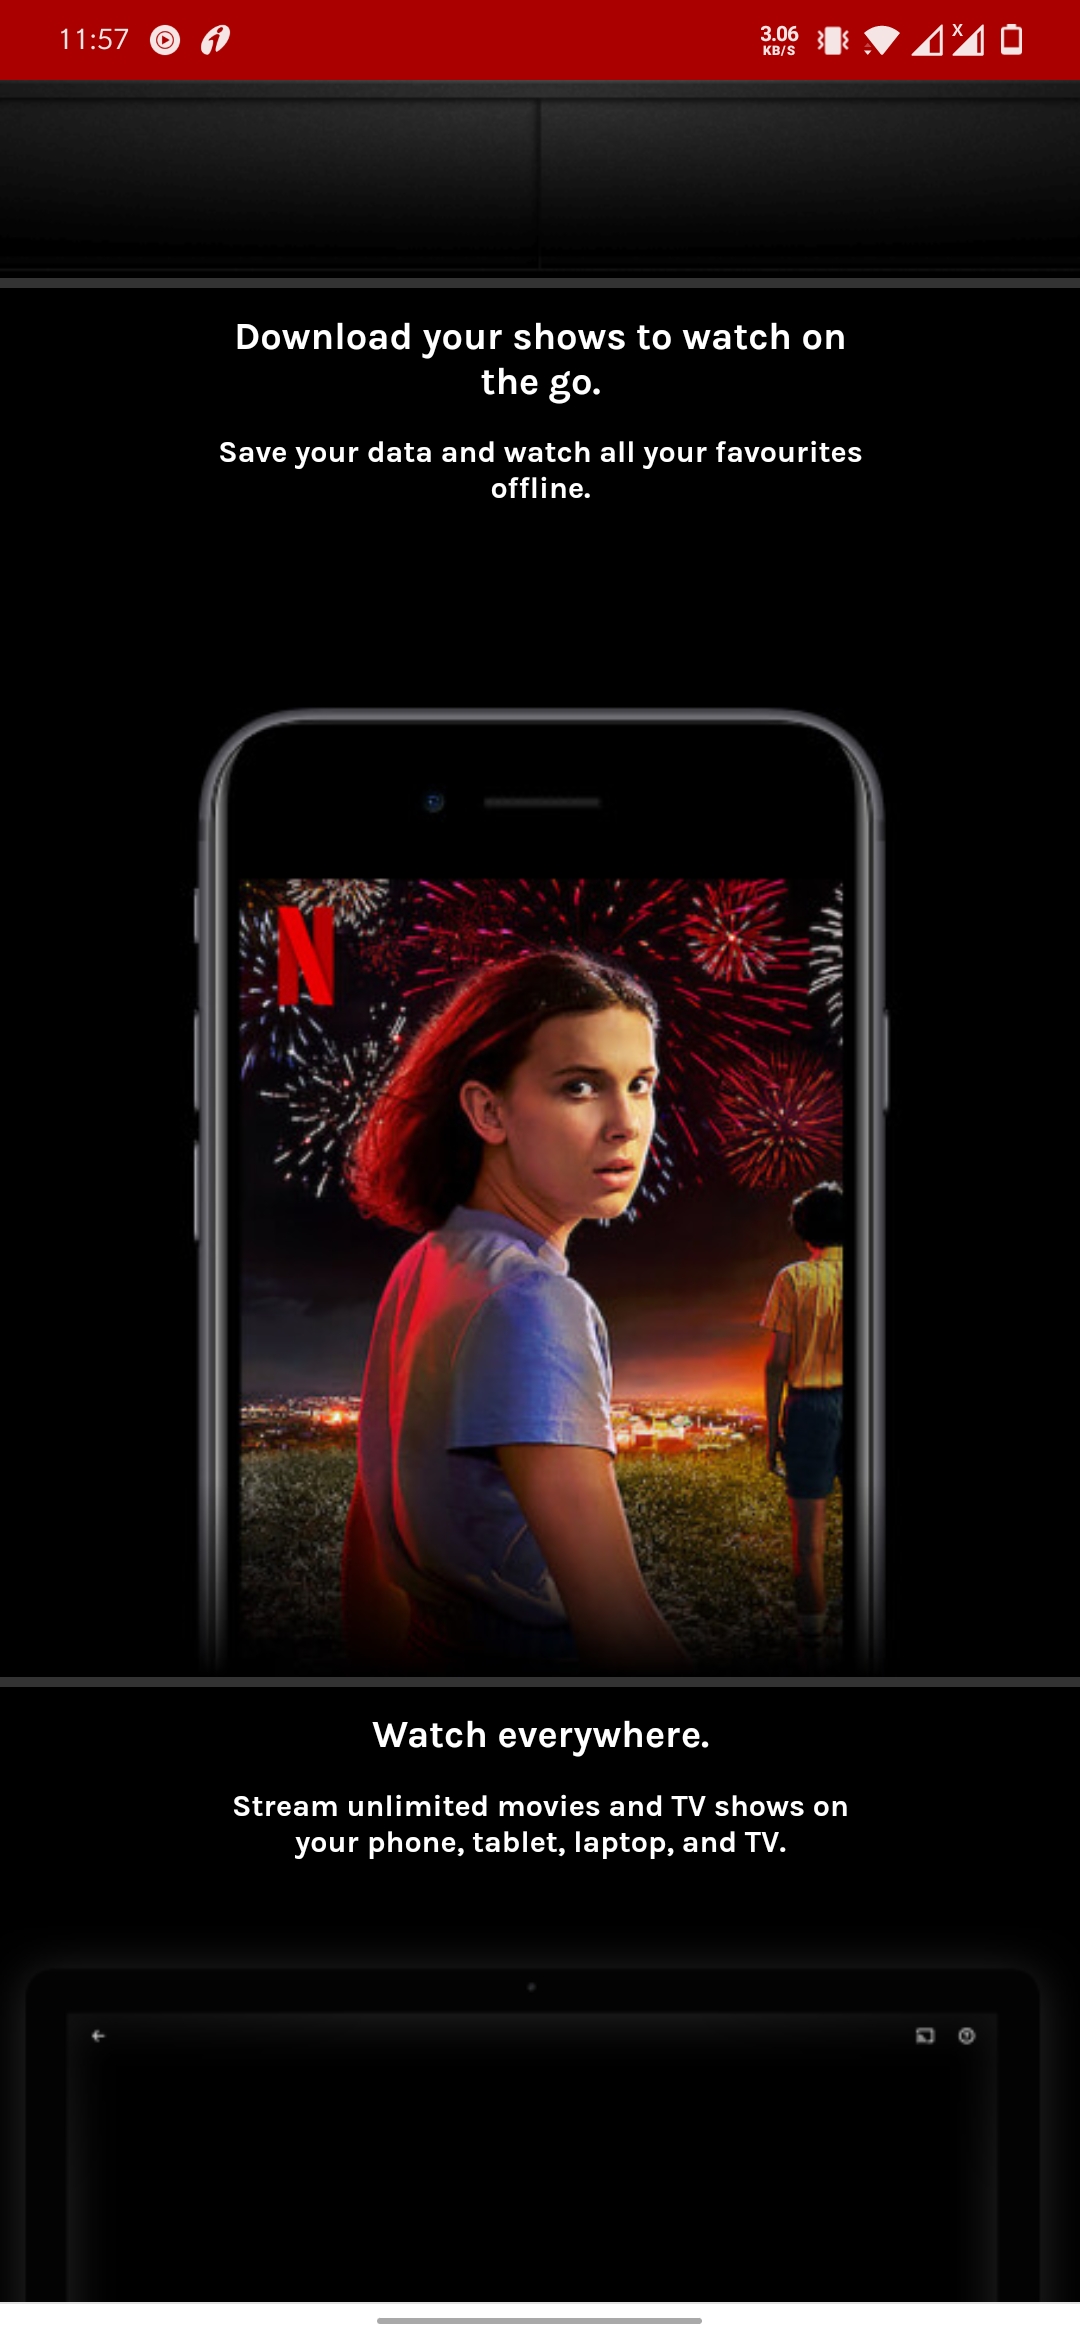 11:57
3.06
KB/S
X
Download your shows to watch on
the go.
Save your data and watch all your favourites
offline.
N
Watch everywhere.
Stream unlimited movies and TV shows on
your phone, tablet, laptop, and TV.